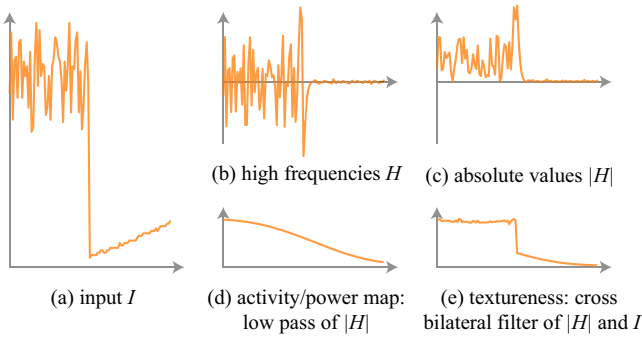 (b) high frequencies H
(c) absolute values |H|
(a) input I
(d) activity/power map:
low pass of |H|
(e) textureness: cross
bilateral filter of |H| and I